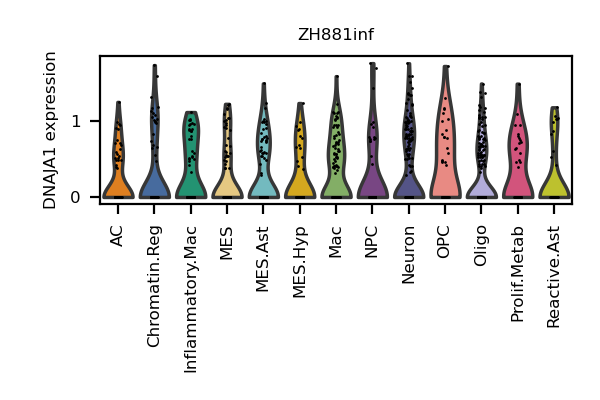 ZH881inf
DNAJA1 expression
1
0
AC
Chromatin.Reg
Inflammatory.Mac
MES
MES.Ast
MES.Hyp
Mac
NPC
Neuron
OPC
Oligo
Prolif.Metab
Reactive.Ast